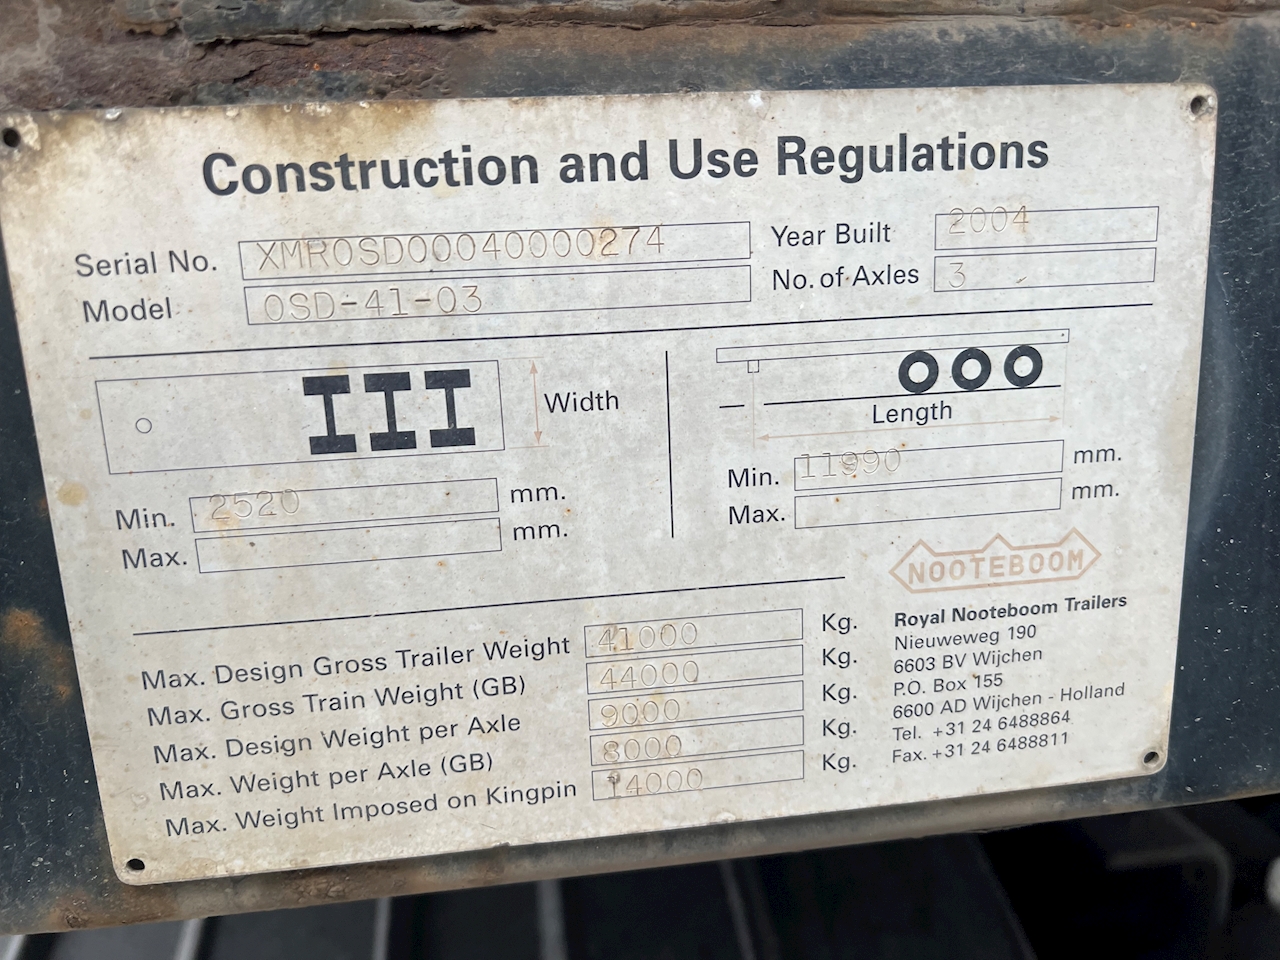 Construction and Use Regulations
Serial No. XMROSD00040000274 Year Built 2004
Model OSD-41-03 No. of Axles 3
Width
Length
Min. 2520 mm.
Max. mm.
Min. 11990 mm.
Max. mm.
NOOTEBOOM
Max. Design Gross Trailer Weight 41000 Kg.
Max. Gross Train Weight (GB) 44000 Kg.
Max. Design Weight per Axle 9000 Kg.
Max. Weight per Axle (GB) 8000 Kg.
Max. Weight Imposed on Kingpin 14000 Kg.
Royal Nooteboom Trailers
Nieuweweg 190
6603 BV Wijchen
P.O. Box 155
6600 AD Wijchen - Holland
Tel. +31 24 6488864
Fax. +31 24 6488811